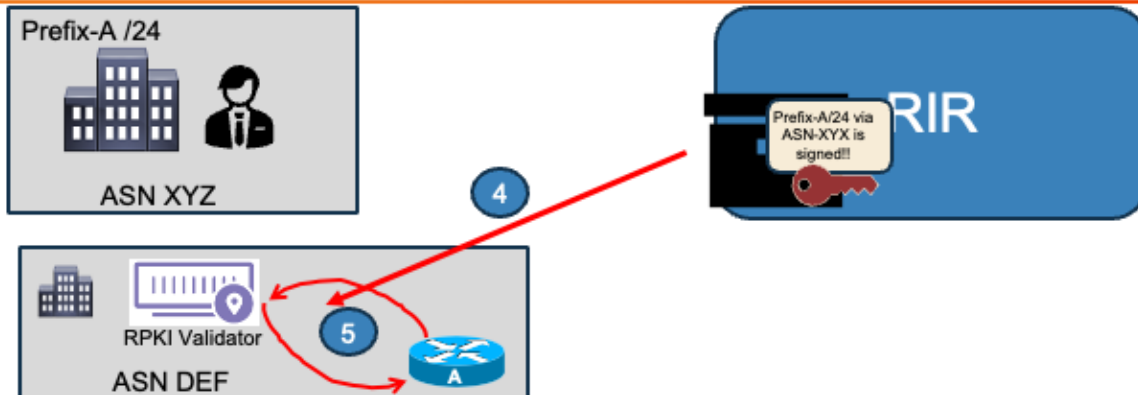 Prefix-A /24
ASN XYZ
RIR
Prefix-A/24 via
ASN-XYX is
signed!!
4
RPKI Validator
5
A
ASN DEF